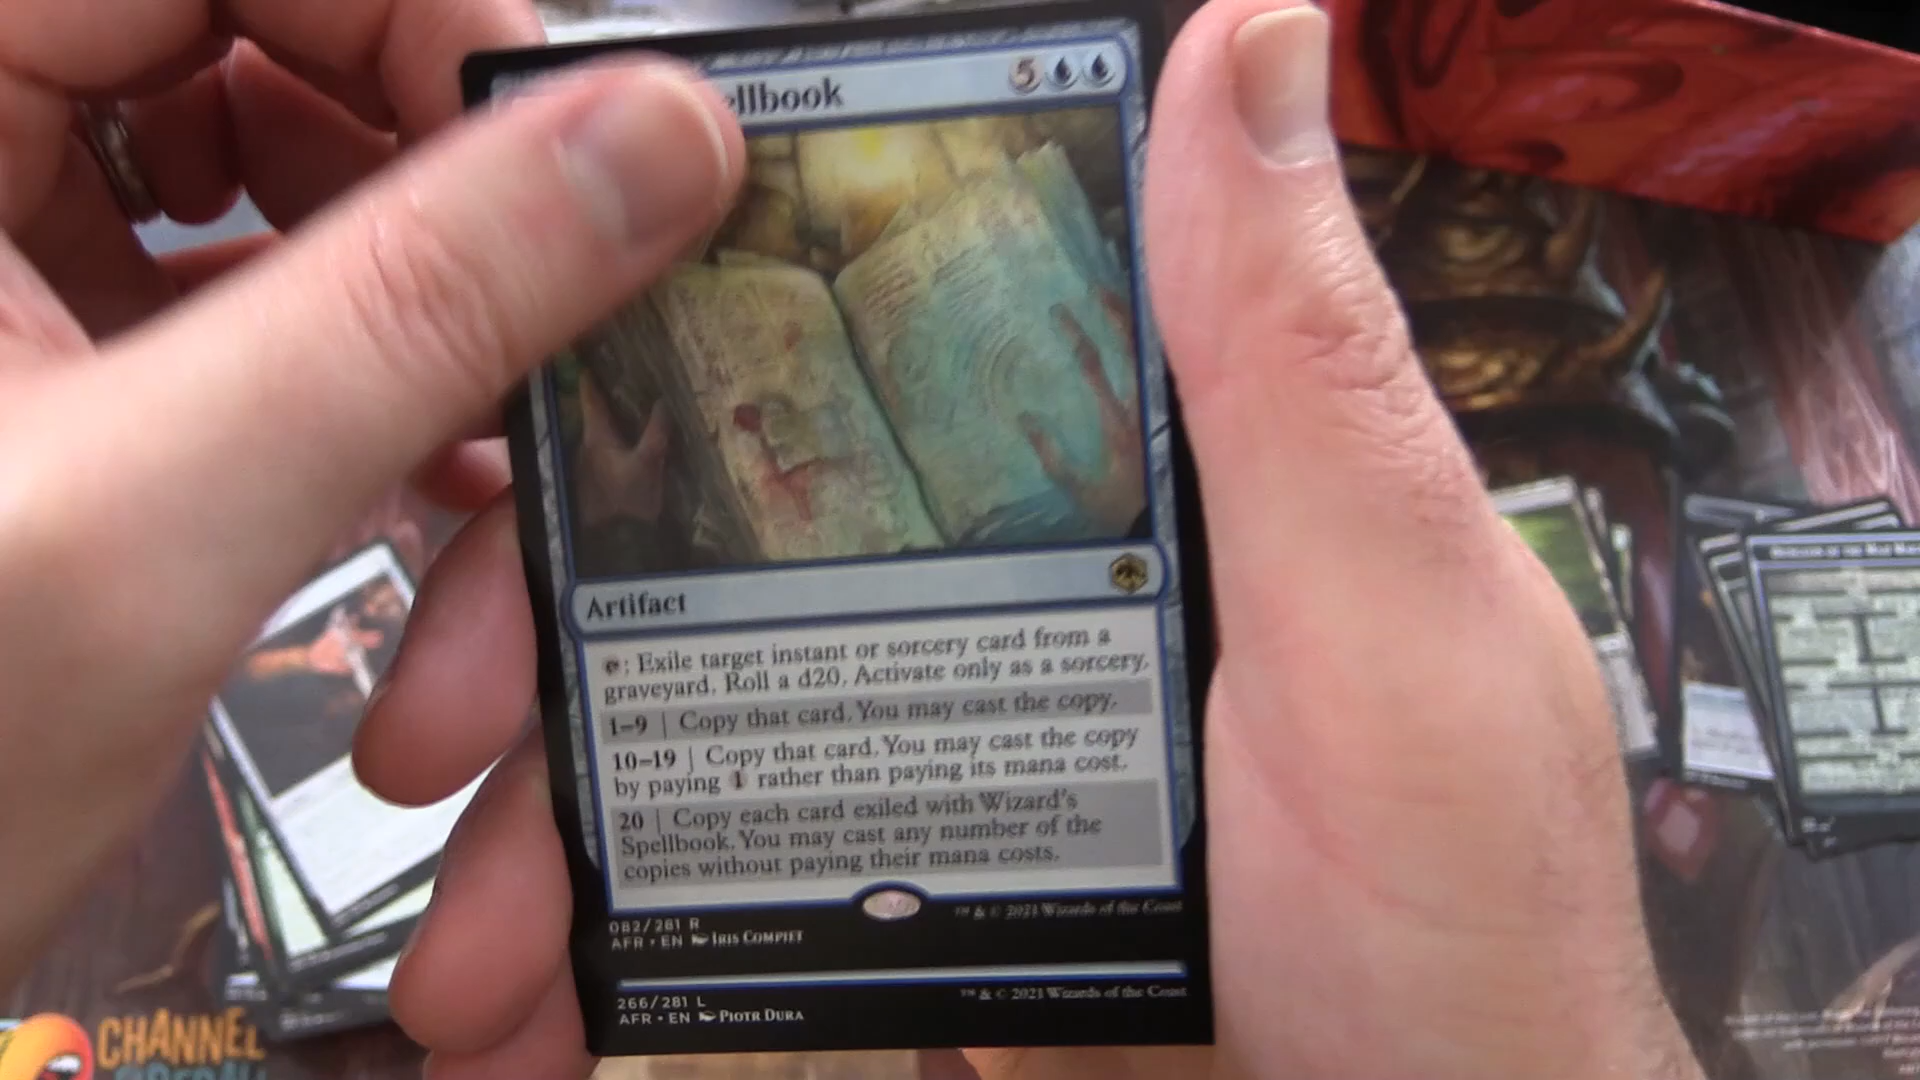 ellbook 5
Artifact
: Exile target instant or sorcery card from a
graveyard. Roll a d20. Activate only as a sorcery.
1–9 | Copy that card. You may cast the copy.
10–19 | Copy that card. You may cast the copy
by paying 1 rather than paying its mana cost.
20 | Copy each card exiled with Wizard's
Spellbook. You may cast any number of the
copies without paying their mana costs.
082/281 R
™ & © 2021 Wizards of the Coast
AFR • EN Iris Compiet
266/281 L
™ & © 2021 Wizards of the Coast
AFR • EN Piotr Dura
CHANNEL